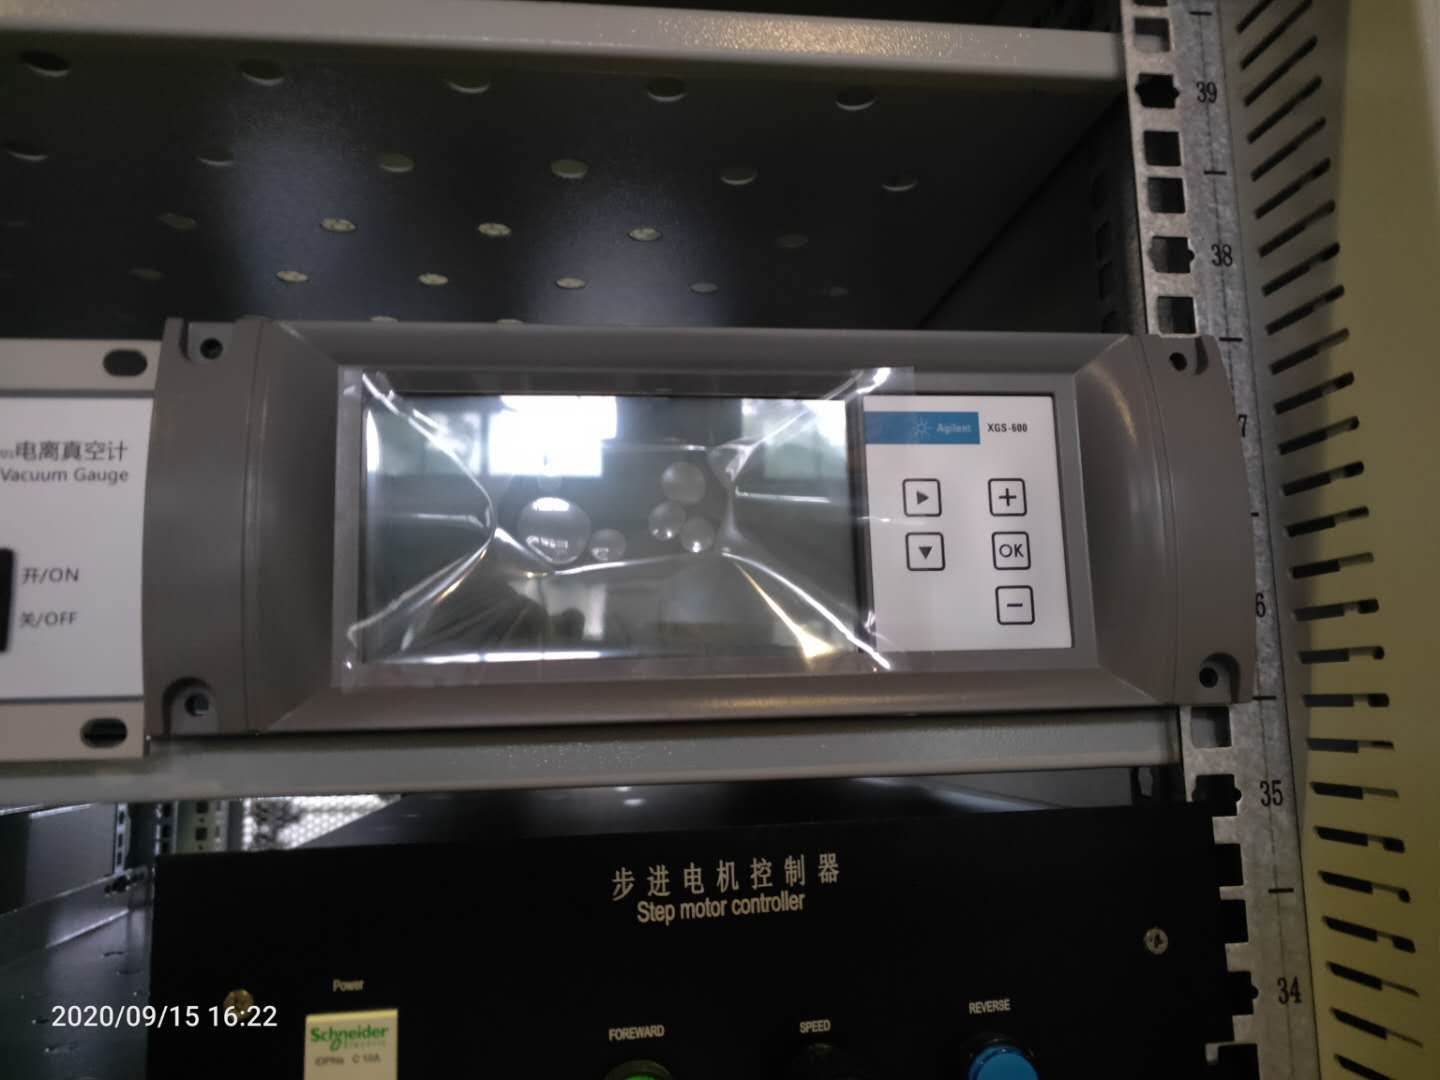 39
38
电离真空计
Vacuum Gauge
开/ON
关/OFF
Agilent
XGS-600
OK
7
6
35
步进电机控制器
Step motor controller
34
Power
Schneider
Electric
C 10A
FOREWARD
SPEED
REVERSE
2020/09/15 16:22